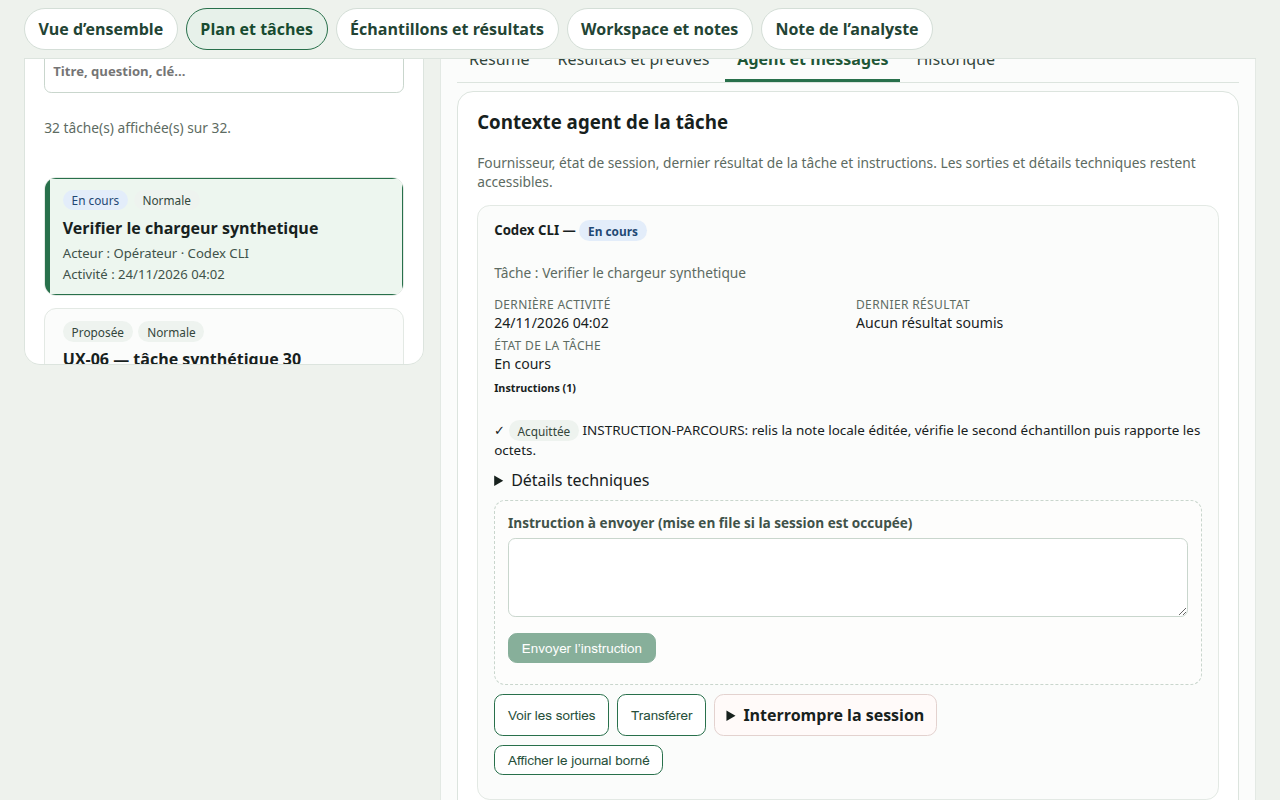 Vue d’ensemble
Plan et tâches
Échantillons et résultats
Workspace et notes
Note de l’analyste
Titre, question, clé…
32 tâche(s) affichée(s) sur 32.
En cours
Normale
Verifier le chargeur synthetique
Acteur : Opérateur · Codex CLI
Activité : 24/11/2026 04:02
Proposée
Normale
UX-06 — tâche synthétique 30
Résumé
Résultats et preuves
Agent et messages
Historique
Contexte agent de la tâche
Fournisseur, état de session, dernier résultat de la tâche et instructions. Les sorties et détails techniques restent
accessibles.
Codex CLI — En cours
Tâche : Verifier le chargeur synthetique
DERNIÈRE ACTIVITÉ
24/11/2026 04:02
DERNIER RÉSULTAT
Aucun résultat soumis
ÉTAT DE LA TÂCHE
En cours
Instructions (1)
✓ Acquittée INSTRUCTION-PARCOURS: relis la note locale éditée, vérifie le second échantillon puis rapporte les
octets.
▶ Détails techniques
Instruction à envoyer (mise en file si la session est occupée)
Envoyer l’instruction
Voir les sorties
Transférer
▶ Interrompre la session
Afficher le journal borné